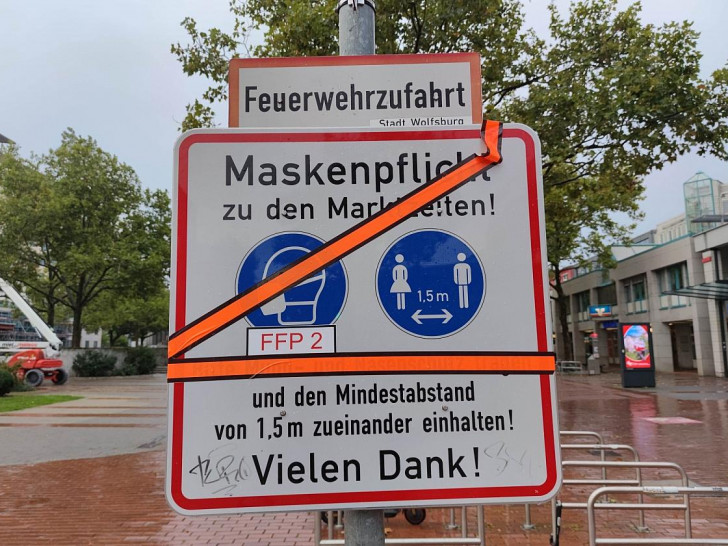 Feuerwehrzufahrt
Stadt Wolfsburg
Maskenpflicht
zu den Marktzeiten!
1,5 m
FFP 2
und den Mindestabstand
von 1,5 m zueinander einhalten!
Vielen Dank!